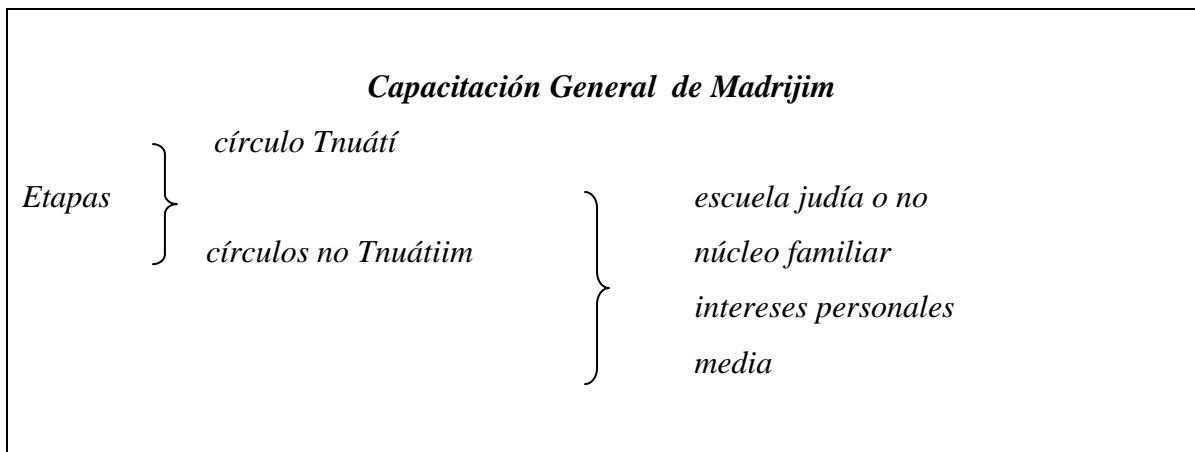 Capacitación General de Madrijim
círculo Tnuátí
Etapas escuela judía o no
círculos no Tnuátiim núcleo familiar
intereses personales
media